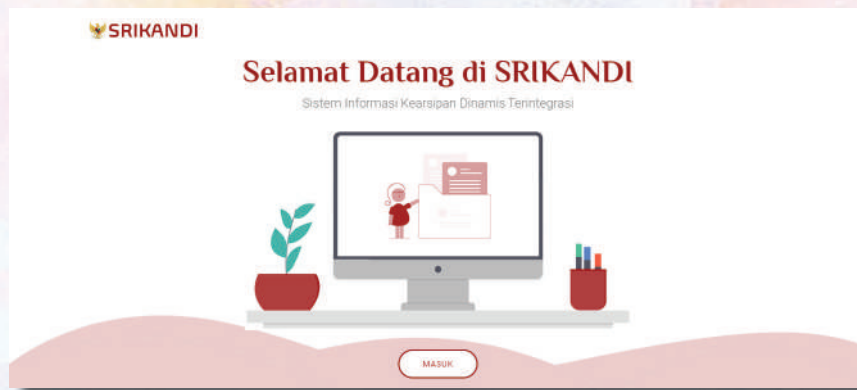 SRIKANDI
Selamat Datang di SRIKANDI
Sistem Informasi Kearsipan Dinamis Terintegrasi
MASUK